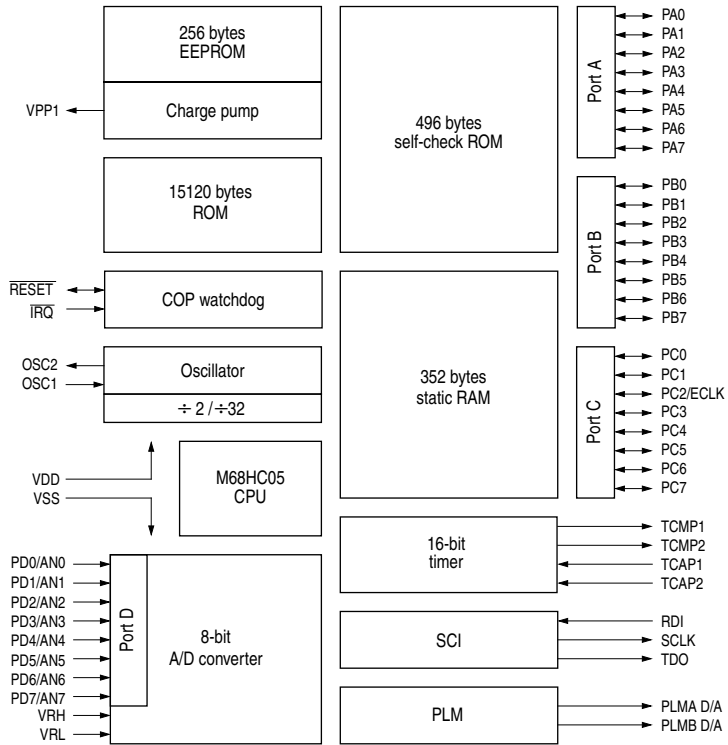 256 bytes
EEPROM
VPP1
Charge pump
15120 bytes
ROM
RESET
IRQ
COP watchdog
OSC2
OSC1
Oscillator
÷ 2 /÷32
VDD
VSS
M68HC05
CPU
PD0/AN0
PD1/AN1
PD2/AN2
PD3/AN3
PD4/AN4
PD5/AN5
PD6/AN6
PD7/AN7
VRH
VRL
Port D
8-bit
A/D converter
496 bytes
self-check ROM
352 bytes
static RAM
16-bit
timer
SCI
PLM
Port A
PA0
PA1
PA2
PA3
PA4
PA5
PA6
PA7
Port B
PB0
PB1
PB2
PB3
PB4
PB5
PB6
PB7
Port C
PC0
PC1
PC2/ECLK
PC3
PC4
PC5
PC6
PC7
TCMP1
TCMP2
TCAP1
TCAP2
RDI
SCLK
TDO
PLMA D/A
PLMB D/A